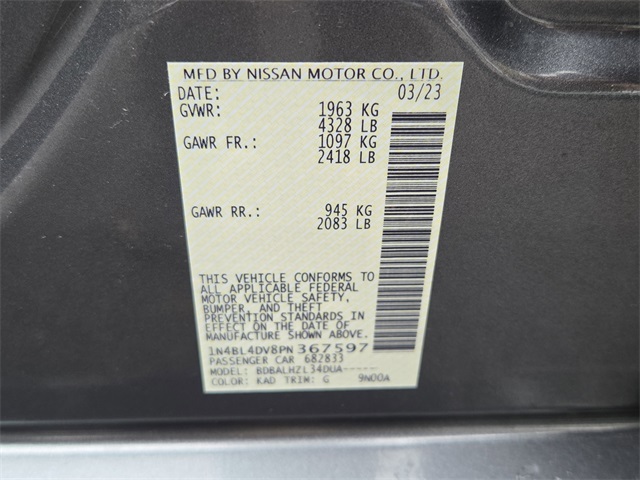 MFD BY NISSAN MOTOR CO., LTD.
DATE: 03/23
GVWR: 1963 KG
4328 LB
GAWR FR.: 1097 KG
2418 LB
GAWR RR.: 945 KG
2083 LB
THIS VEHICLE CONFORMS TO
ALL APPLICABLE FEDERAL
MOTOR VEHICLE SAFETY,
BUMPER, AND THEFT
PREVENTION STANDARDS IN
EFFECT ON THE DATE OF
MANUFACTURE SHOWN ABOVE.
1N4BL4DV8PN367597
PASSENGER CAR 682833
MODEL: BDBALHZL34DUA-----
COLOR: KAD TRIM: G 9N00A